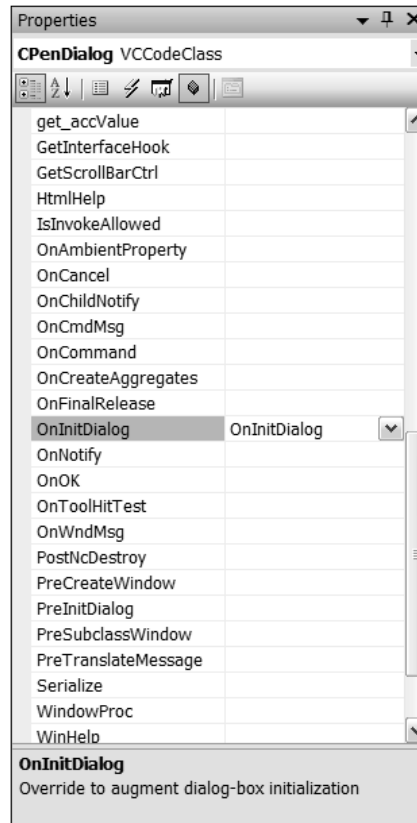 Properties
CPenDialog VCCodeClass
get_accValue
GetInterfaceHook
GetScrollBarCtrl
HtmlHelp
IsInvokeAllowed
OnAmbientProperty
OnCancel
OnChildNotify
OnCmdMsg
OnCommand
OnCreateAggregates
OnFinalRelease
OnInitDialog OnInitDialog
OnNotify
OnOK
OnToolHitTest
OnWndMsg
PostNcDestroy
PreCreateWindow
PreInitDialog
PreSubclassWindow
PreTranslateMessage
Serialize
WindowProc
WinHelp
OnInitDialog
Override to augment dialog-box initialization